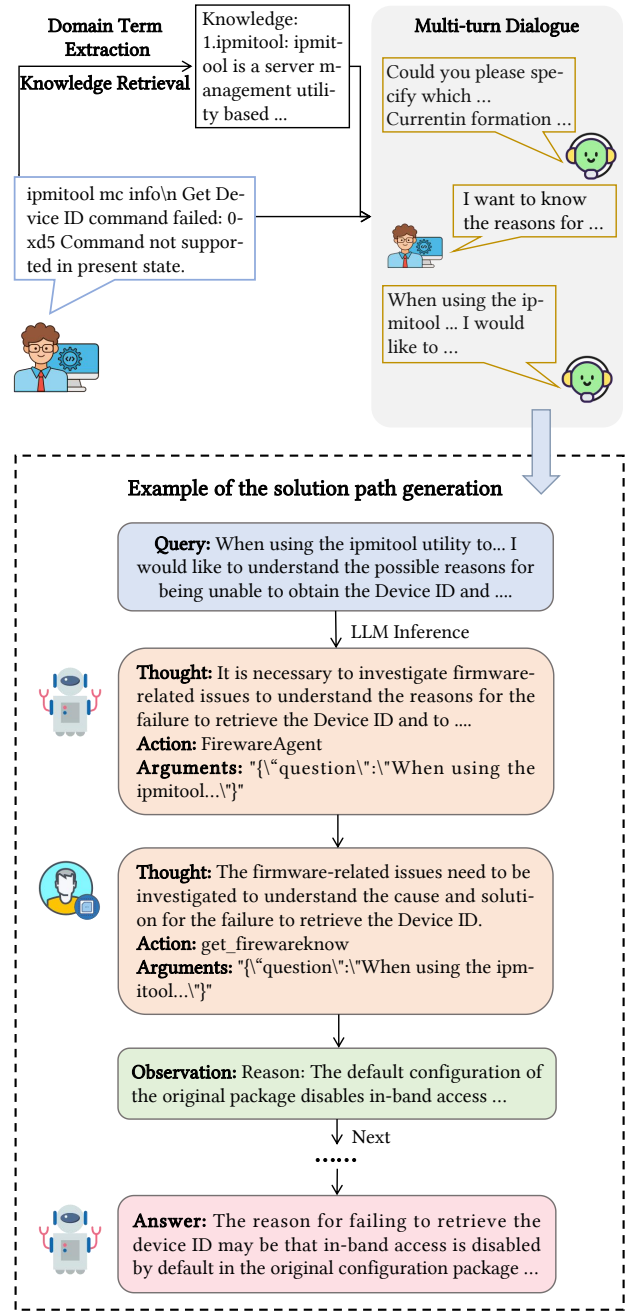 Domain Term
Extraction
Knowledge Retrieval
Knowledge:
1.ipmitool: ipmit-
ool is a server m-
anagement utili-
ty based ...
ipmitool mc info\n Get De-
vice ID command failed: 0-
xd5 Command not suppor-
ted in present state.
Multi-turn Dialogue
Could you please spe-
cify which ...
Currentin formation ...
I want to know
the reasons for ...
When using the ip-
mitool ... I would
like to ...
Example of the solution path generation
Query: When using the ipmitool utility to... I
would like to understand the possible reasons for
being unable to obtain the Device ID and ....
LLM Inference
Thought: It is necessary to investigate firmware-
related issues to understand the reasons for the
failure to retrieve the Device ID and to ....
Action: FirewareAgent
Arguments: "{\“question\":\"When using the
ipmitool...\"}"
Thought: The firmware-related issues need to be
investigated to understand the cause and soluti-
on for the failure to retrieve the Device ID.
Action: get_firewareknow
Arguments: "{\“question\":\"When using the ipm-
itool...\"}"
Observation: Reason: The default configuration of
the original package disables in-band access ...
Next
······
Answer: The reason for failing to retrieve the
device ID may be that in-band access is disabled
by default in the original configuration package ...